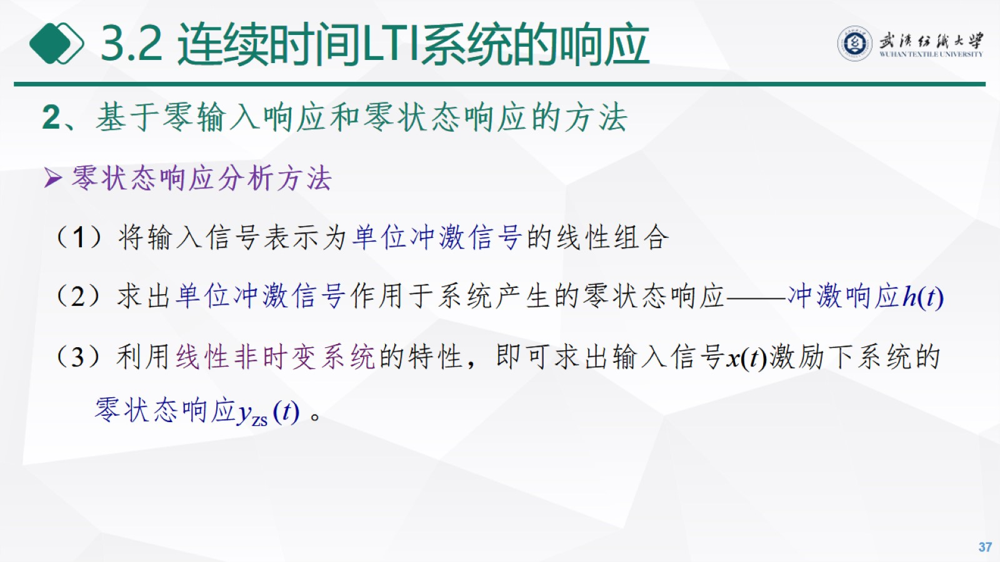 3.2 连续时间LTI系统的响应
武汉纺织大学
WUHAN TEXTILE UNIVERSITY
2、基于零输入响应和零状态响应的方法
➢ 零状态响应分析方法
（1）将输入信号表示为单位冲激信号的线性组合
（2）求出单位冲激信号作用于系统产生的零状态响应——冲激响应h(t)
（3）利用线性非时变系统的特性，即可求出输入信号x(t)激励下系统的
零状态响应yzs (t) 。
37